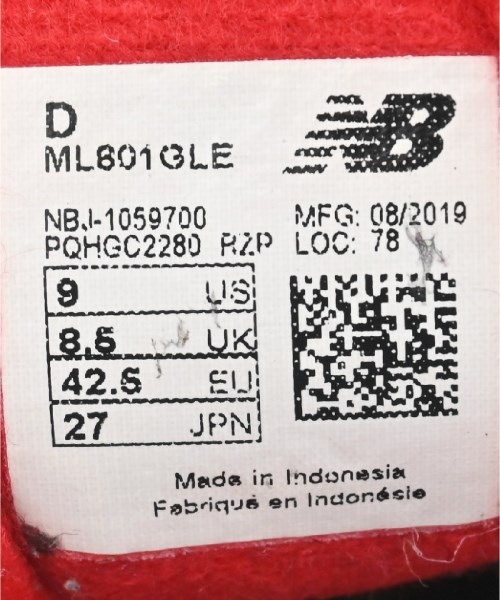 D
ML801GLE
NB
NBJ-1059700
PQHGC2280 RZP
MFG: 08/2019
LOC: 78
9 US
8.5 UK
42.5 EU
27 JPN
Made in Indonesia
Fabriqué en Indonésie